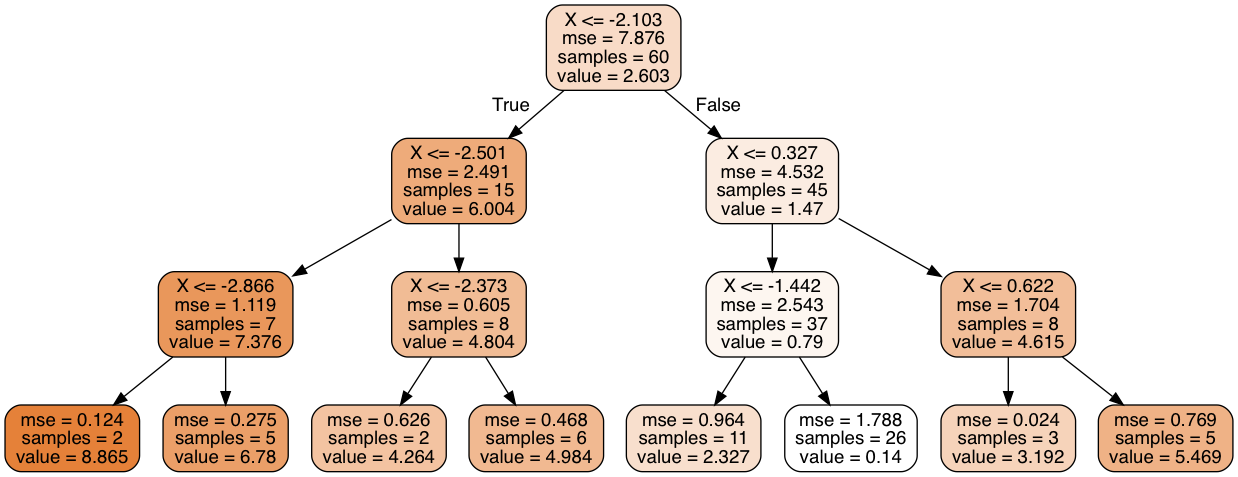 X <= -2.103
mse = 7.876
samples = 60
value = 2.603
True
False
X <= -2.501
mse = 2.491
samples = 15
value = 6.004
X <= 0.327
mse = 4.532
samples = 45
value = 1.47
X <= -2.866
mse = 1.119
samples = 7
value = 7.376
X <= -2.373
mse = 0.605
samples = 8
value = 4.804
X <= -1.442
mse = 2.543
samples = 37
value = 0.79
X <= 0.622
mse = 1.704
samples = 8
value = 4.615
mse = 0.124
samples = 2
value = 8.865
mse = 0.275
samples = 5
value = 6.78
mse = 0.626
samples = 2
value = 4.264
mse = 0.468
samples = 6
value = 4.984
mse = 0.964
samples = 11
value = 2.327
mse = 1.788
samples = 26
value = 0.14
mse = 0.024
samples = 3
value = 3.192
mse = 0.769
samples = 5
value = 5.469